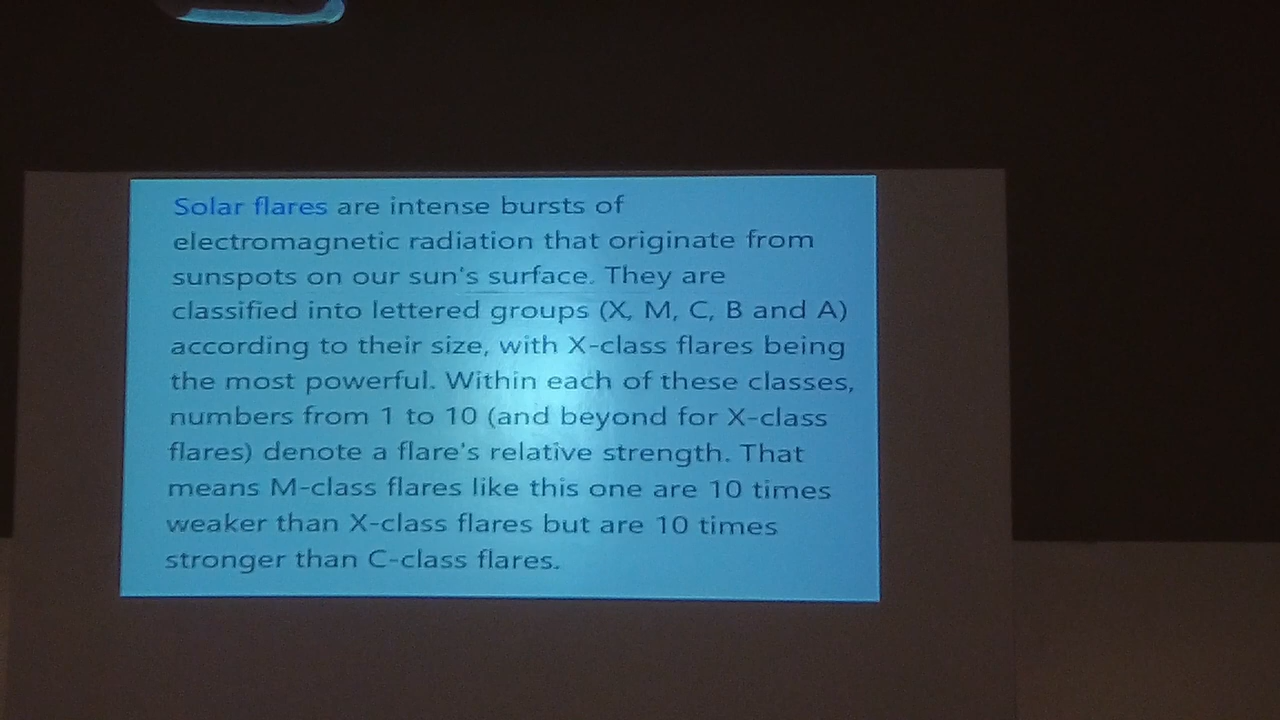 Solar flares are intense bursts of
electromagnetic radiation that originate from
sunspots on our sun's surface. They are
classified into lettered groups (X, M, C, B and A)
according to their size, with X-class flares being
the most powerful. Within each of these classes,
numbers from 1 to 10 (and beyond for X-class
flares) denote a flare's relative strength. That
means M-class flares like this one are 10 times
weaker than X-class flares but are 10 times
stronger than C-class flares.